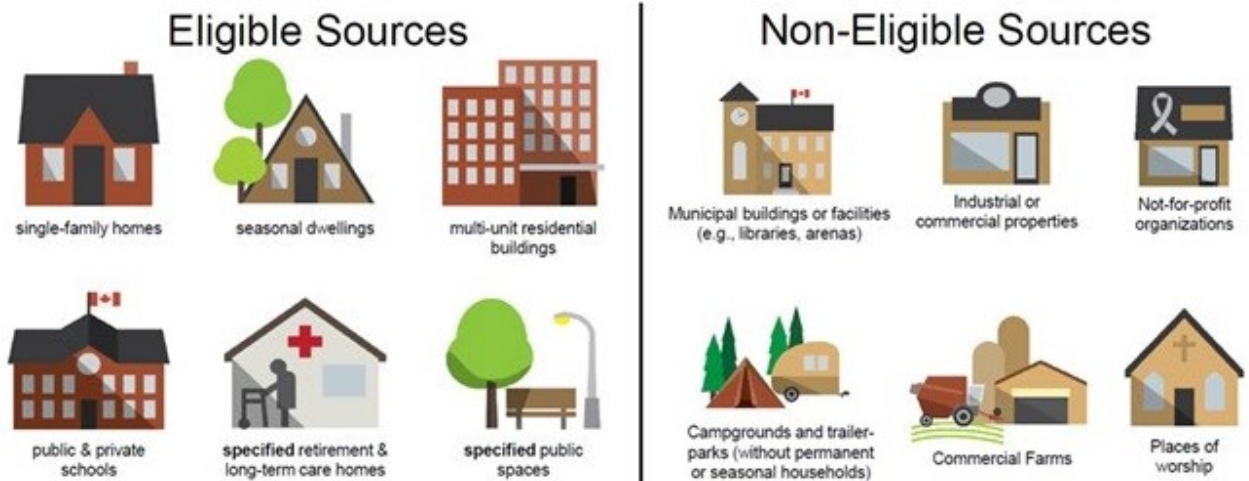 Eligible Sources
single-family homes
seasonal dwellings
multi-unit residential
buildings
public & private
schools
specified retirement &
long-term care homes
specified public
spaces
Non-Eligible Sources
Municipal buildings or facilities
(e.g., libraries, arenas)
Industrial or
commercial properties
Not-for-profit
organizations
Campgrounds and trailer-
parks (without permanent
or seasonal households)
Commercial Farms
Places of
worship